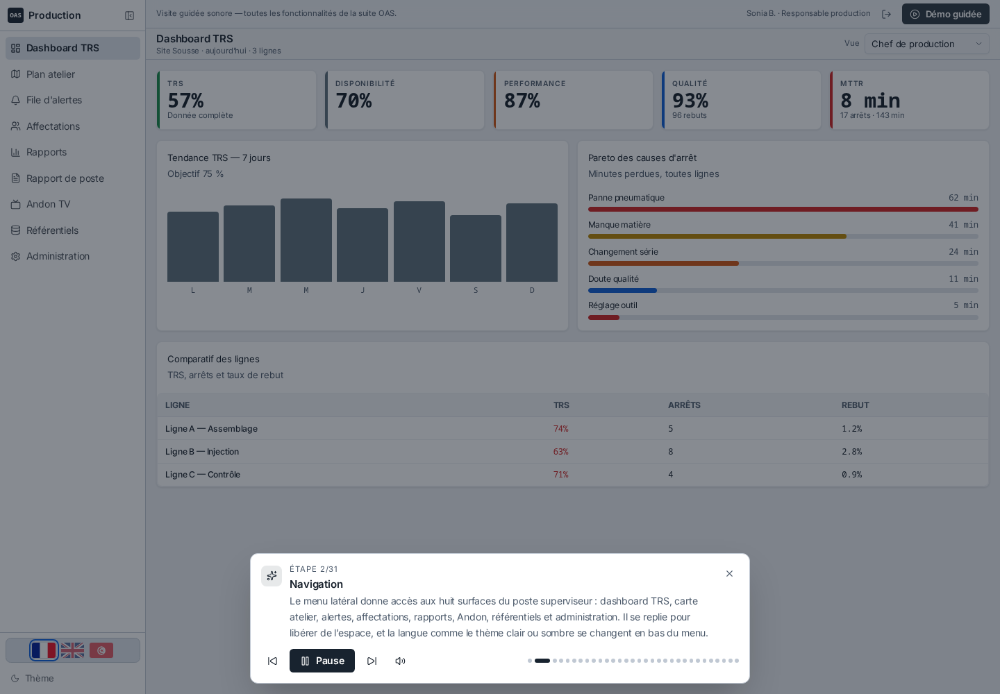 OAS Production
Dashboard TRS
Plan atelier
File d'alertes
Affectations
Rapports
Rapport de poste
Andon TV
Référentiels
Administration
Thème
Visite guidée sonore — toutes les fonctionnalités de la suite OAS.
Sonia B. · Responsable production
Démo guidée
Dashboard TRS
Site Sousse · aujourd'hui · 3 lignes
Vue
Chef de production
TRS
57%
Donnée complète
DISPONIBILITÉ
70%
PERFORMANCE
87%
QUALITÉ
93%
96 rebuts
MTTR
8 min
17 arrêts · 143 min
Tendance TRS — 7 jours
Objectif 75 %
L M M J V S D
Pareto des causes d'arrêt
Minutes perdues, toutes lignes
Panne pneumatique 62 min
Manque matière 41 min
Changement série 24 min
Doute qualité 11 min
Réglage outil 5 min
Comparatif des lignes
TRS, arrêts et taux de rebut
LIGNE TRS ARRÊTS REBUT
Ligne A — Assemblage 74% 5 1.2%
Ligne B — Injection 63% 8 2.8%
Ligne C — Contrôle 71% 4 0.9%
ÉTAPE 2/31
Navigation
Le menu latéral donne accès aux huit surfaces du poste superviseur : dashboard TRS, carte
atelier, alertes, affectations, rapports, Andon, référentiels et administration. Il se replie pour
libérer de l’espace, et la langue comme le thème clair ou sombre se changent en bas du menu.
Pause